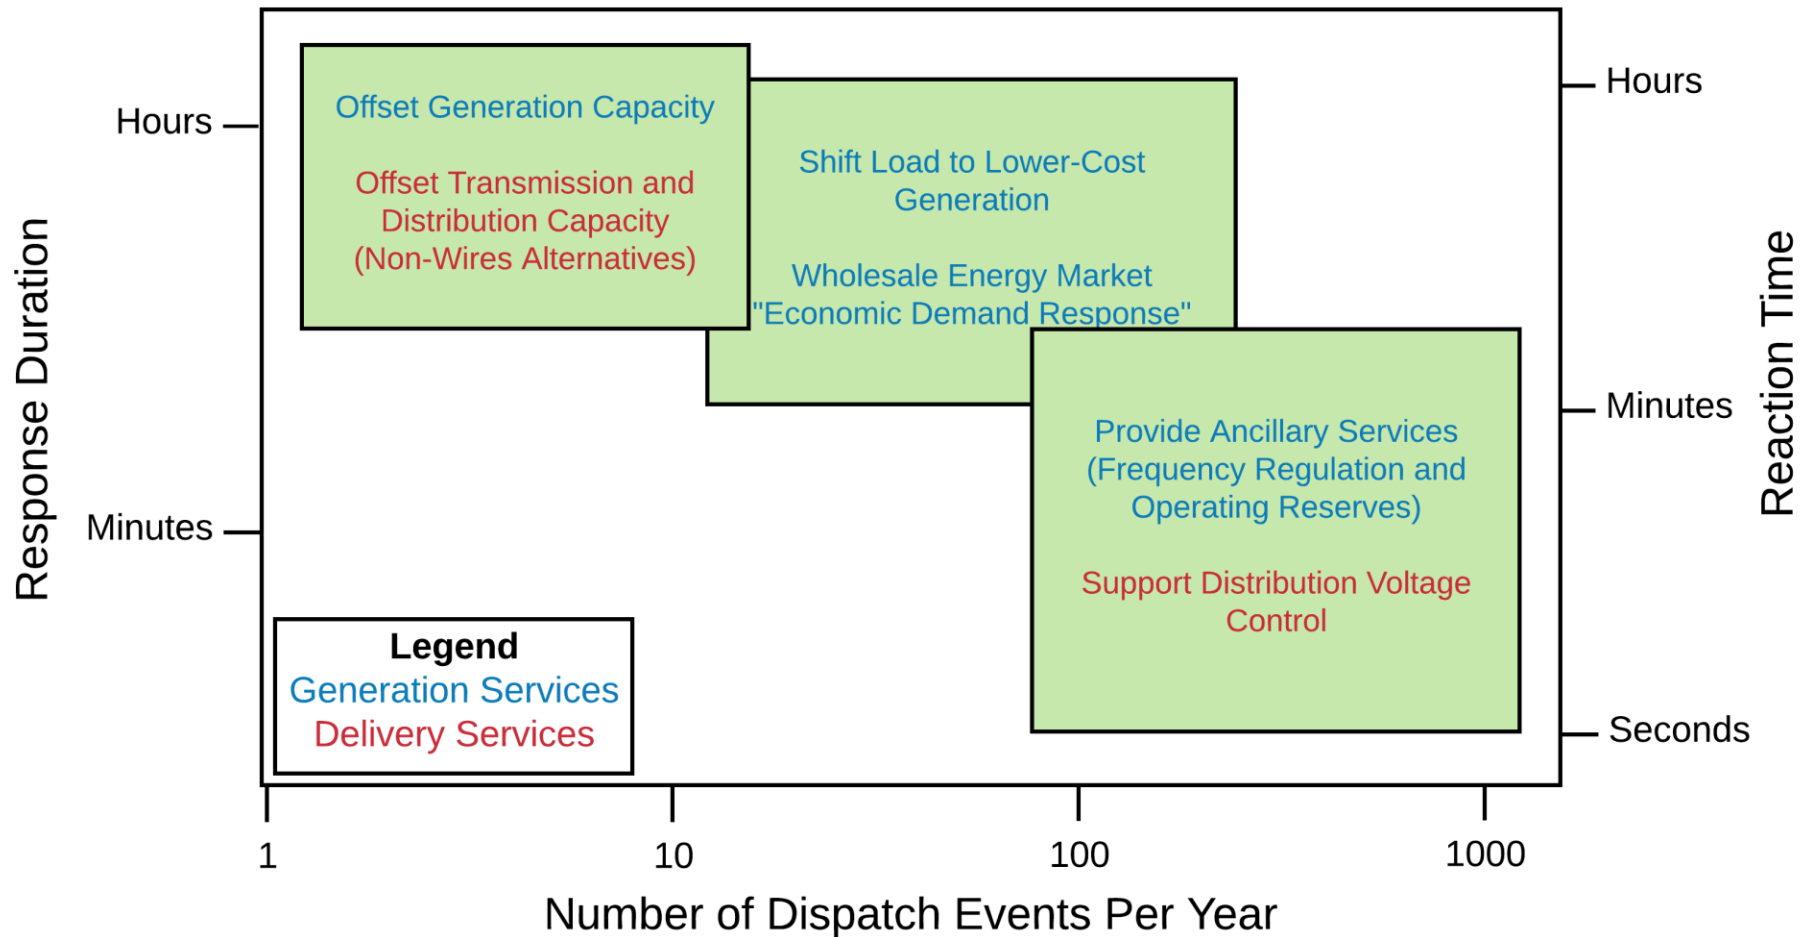 Response Duration
Hours
Minutes
Offset Generation Capacity
Offset Transmission and
Distribution Capacity
(Non-Wires Alternatives)
Shift Load to Lower-Cost
Generation
Wholesale Energy Market
"Economic Demand Response"
Provide Ancillary Services
(Frequency Regulation and
Operating Reserves)
Support Distribution Voltage
Control
Legend
Generation Services
Delivery Services
Hours
Minutes
Seconds
Reaction Time
1
10
100
1000
Number of Dispatch Events Per Year